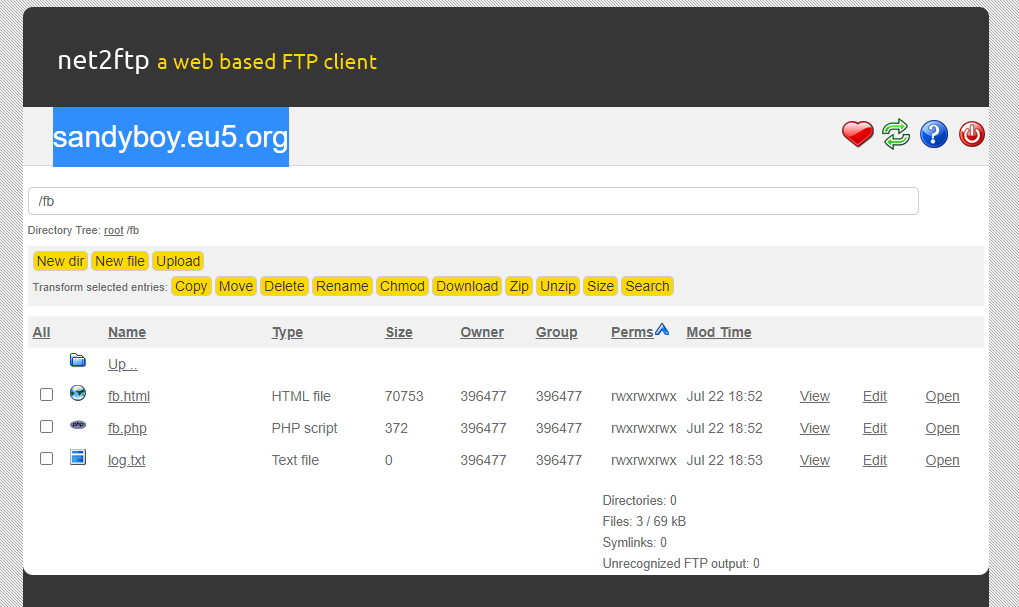 net2ftp a web based FTP client
sandyboy.eu5.org
/fb
Directory Tree: root /fb
New dir New file Upload
Transform selected entries: Copy Move Delete Rename Chmod Download Zip Unzip Size Search
All Name Type Size Owner Group Perms Mod Time
Up ..
fb.html HTML file 70753 396477 396477 rwxrwxrwx Jul 22 18:52 View Edit Open
php fb.php PHP script 372 396477 396477 rwxrwxrwx Jul 22 18:52 View Edit Open
log.txt Text file 0 396477 396477 rwxrwxrwx Jul 22 18:53 View Edit Open
Directories: 0
Files: 3 / 69 kB
Symlinks: 0
Unrecognized FTP output: 0